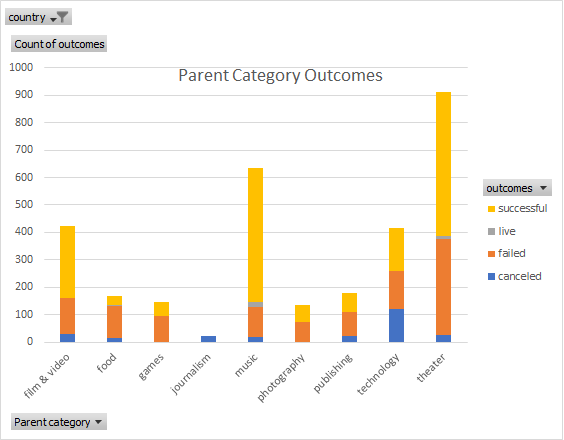 country
Count of outcomes
Parent Category Outcomes
1000
900
800
700
600
500
400
300
200
100
0
film & video
food
games
journalism
music
photography
publishing
technology
theater
outcomes
successful
live
failed
canceled
Parent category